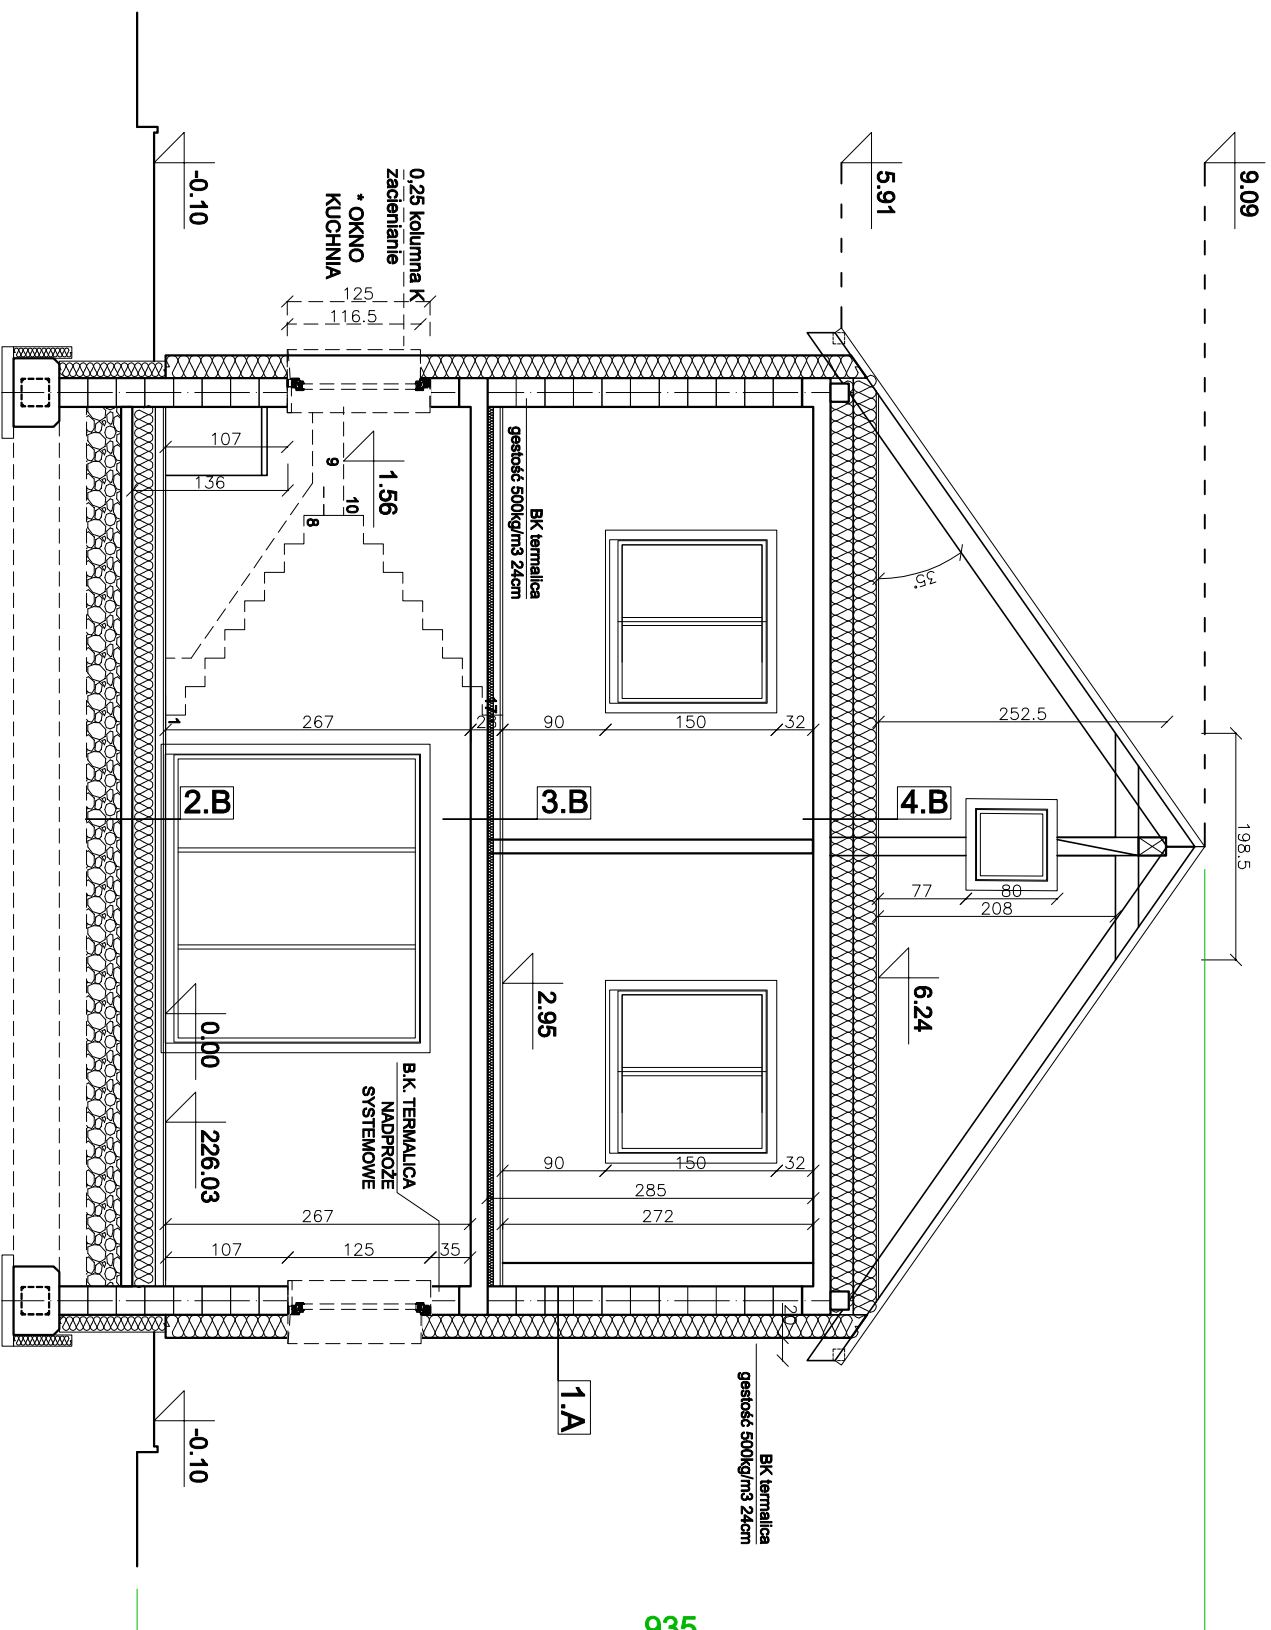 9.09
5.91
-0.10
0,25 kolumna K
zacienianie
* OKNO
KUCHNIA
125
116.5
107
136
1.56
9
10
8
1
BK termalica
gestość 500kg/m3 24cm
35°
267
90
150
32
252.5
198.5
2.B
3.B
4.B
77
80
208
0.00
2.95
6.24
226.03
B.K. TERMALICA
NADPROŻE
SYSTEMOWE
90
150
32
285
267
272
107
125
35
20
1.A
-0.10
BK termalica
gestość 500kg/m3 24cm
935